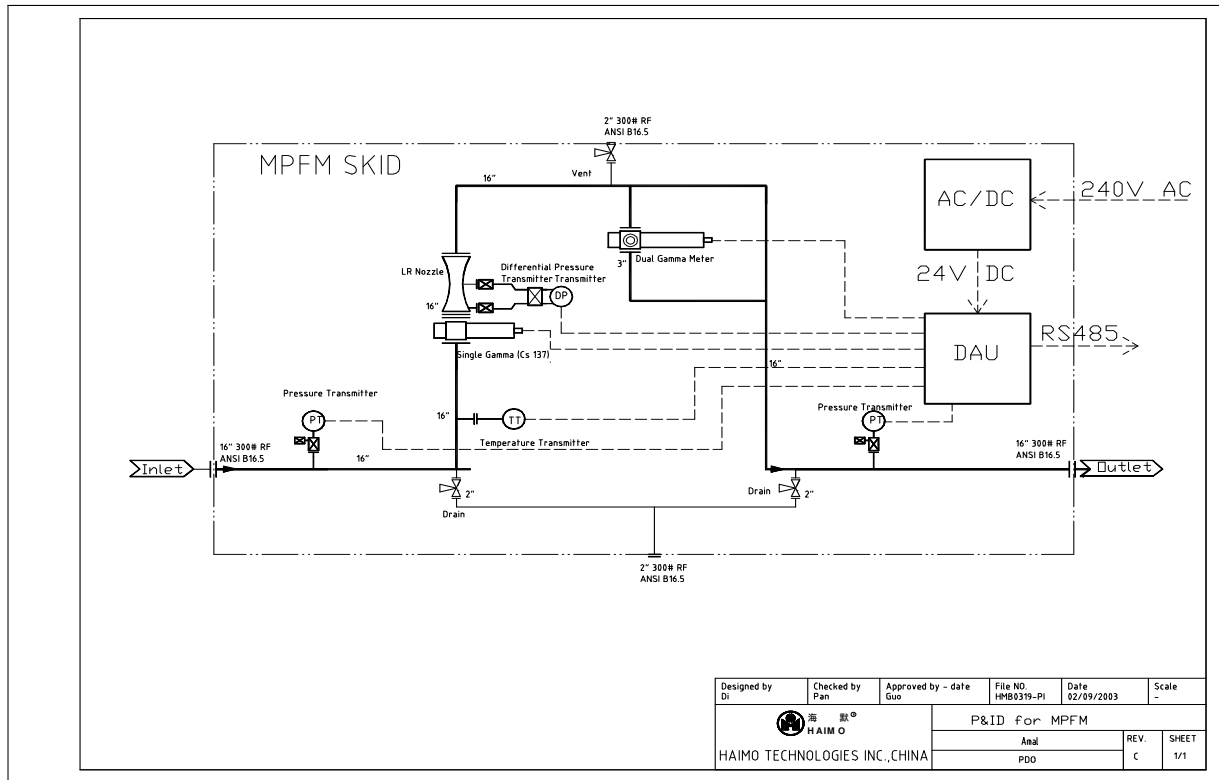 2" 300# RF
ANSI B16.5
MPFM SKID
Vent
16"
AC/DC
240V AC
LR Nozzle
Differential Pressure
Transmitter Transmitter
DP
3"
Dual Gamma Meter
24V DC
16"
Single Gamma (Cs 137)
DAU
RS485
16"
Pressure Transmitter
PT
16"
TT
Temperature Transmitter
Pressure Transmitter
PT
16" 300# RF
ANSI B16.5
16"
Inlet
16" 300# RF
ANSI B16.5
Outlet
2"
Drain
Drain
2"
2" 300# RF
ANSI B16.5
Designed by
Di
Checked by
Pan
Approved by - date
Guo
File NO.
HMB0319-PI
Date
02/09/2003
Scale
-
海 默®
HAIMO
HAIMO TECHNOLOGIES INC.,CHINA
P&ID for MPFM
Amal
PDO
REV.
C
SHEET
1/1